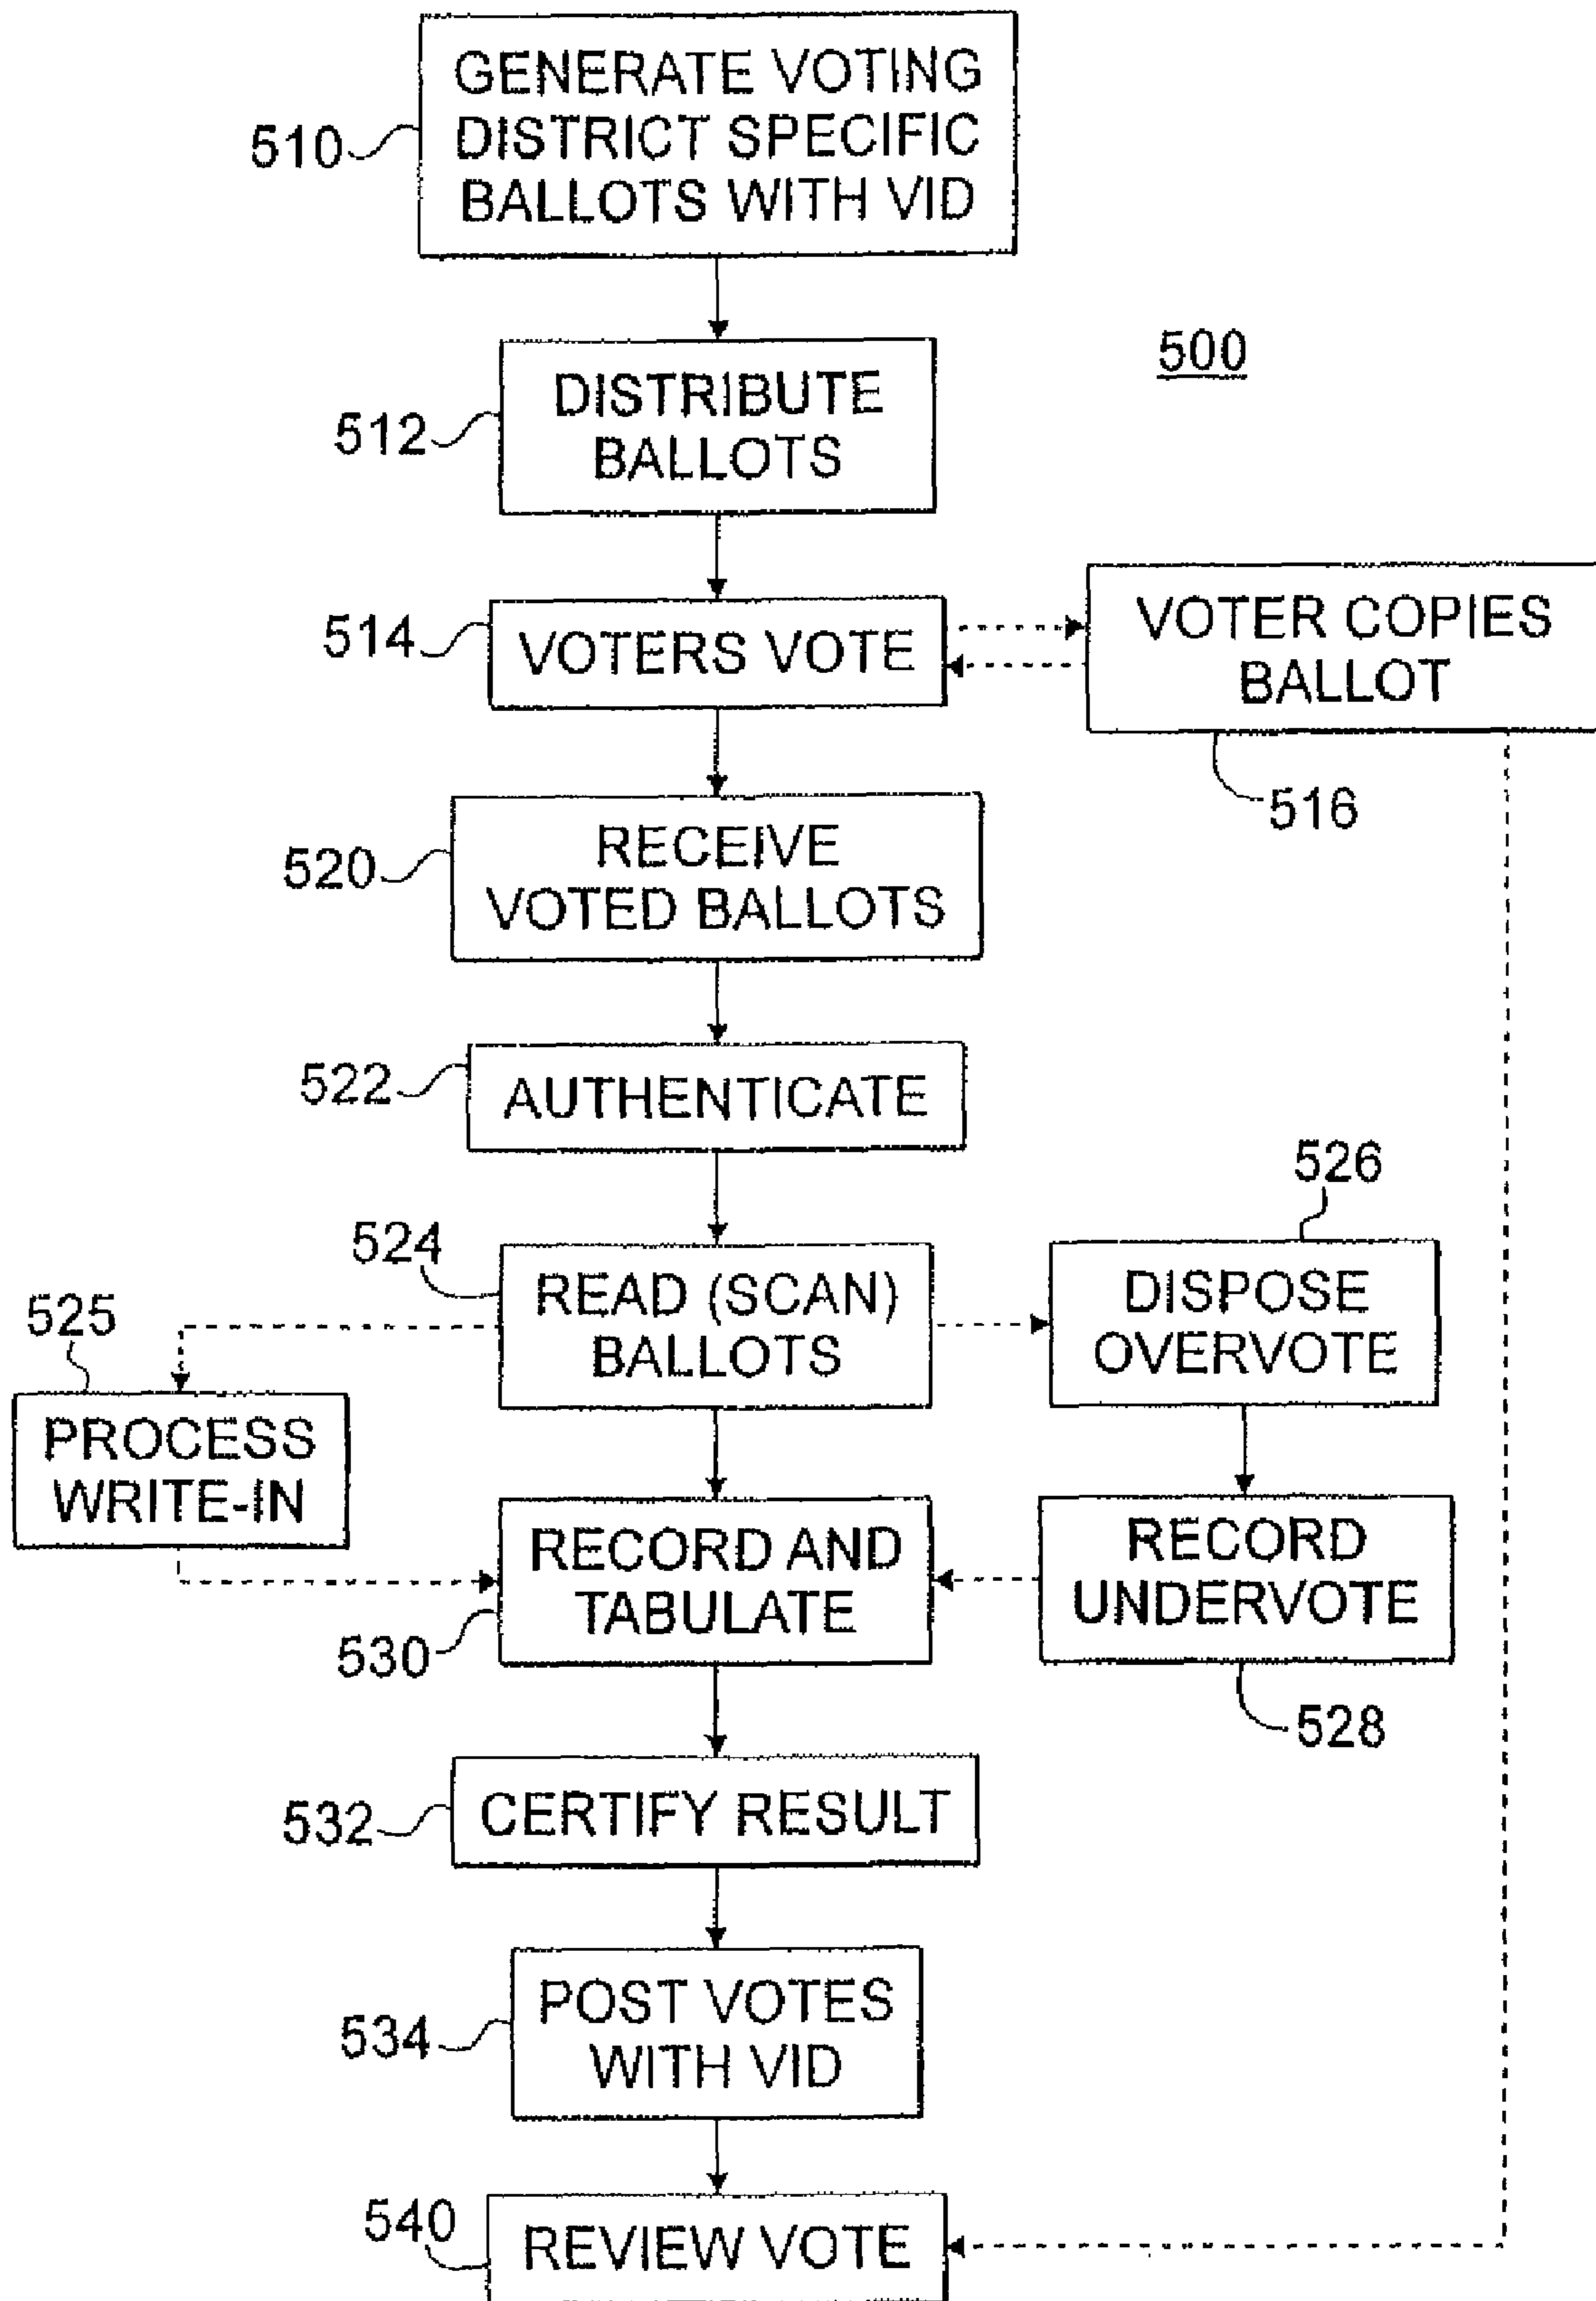 GENERATE VOTING
DISTRICT SPECIFIC
BALLOTS WITH VID
510
500
DISTRIBUTE
BALLOTS
512
514
VOTERS VOTE
VOTER COPIES
BALLOT
516
RECEIVE
VOTED BALLOTS
520
522
AUTHENTICATE
526
524
READ (SCAN)
BALLOTS
DISPOSE
OVERVOTE
525
PROCESS
WRITE-IN
RECORD AND
TABULATE
530
RECORD
UNDERVOTE
528
532
CERTIFY RESULT
POST VOTES
WITH VID
534
540
REVIEW VOTE